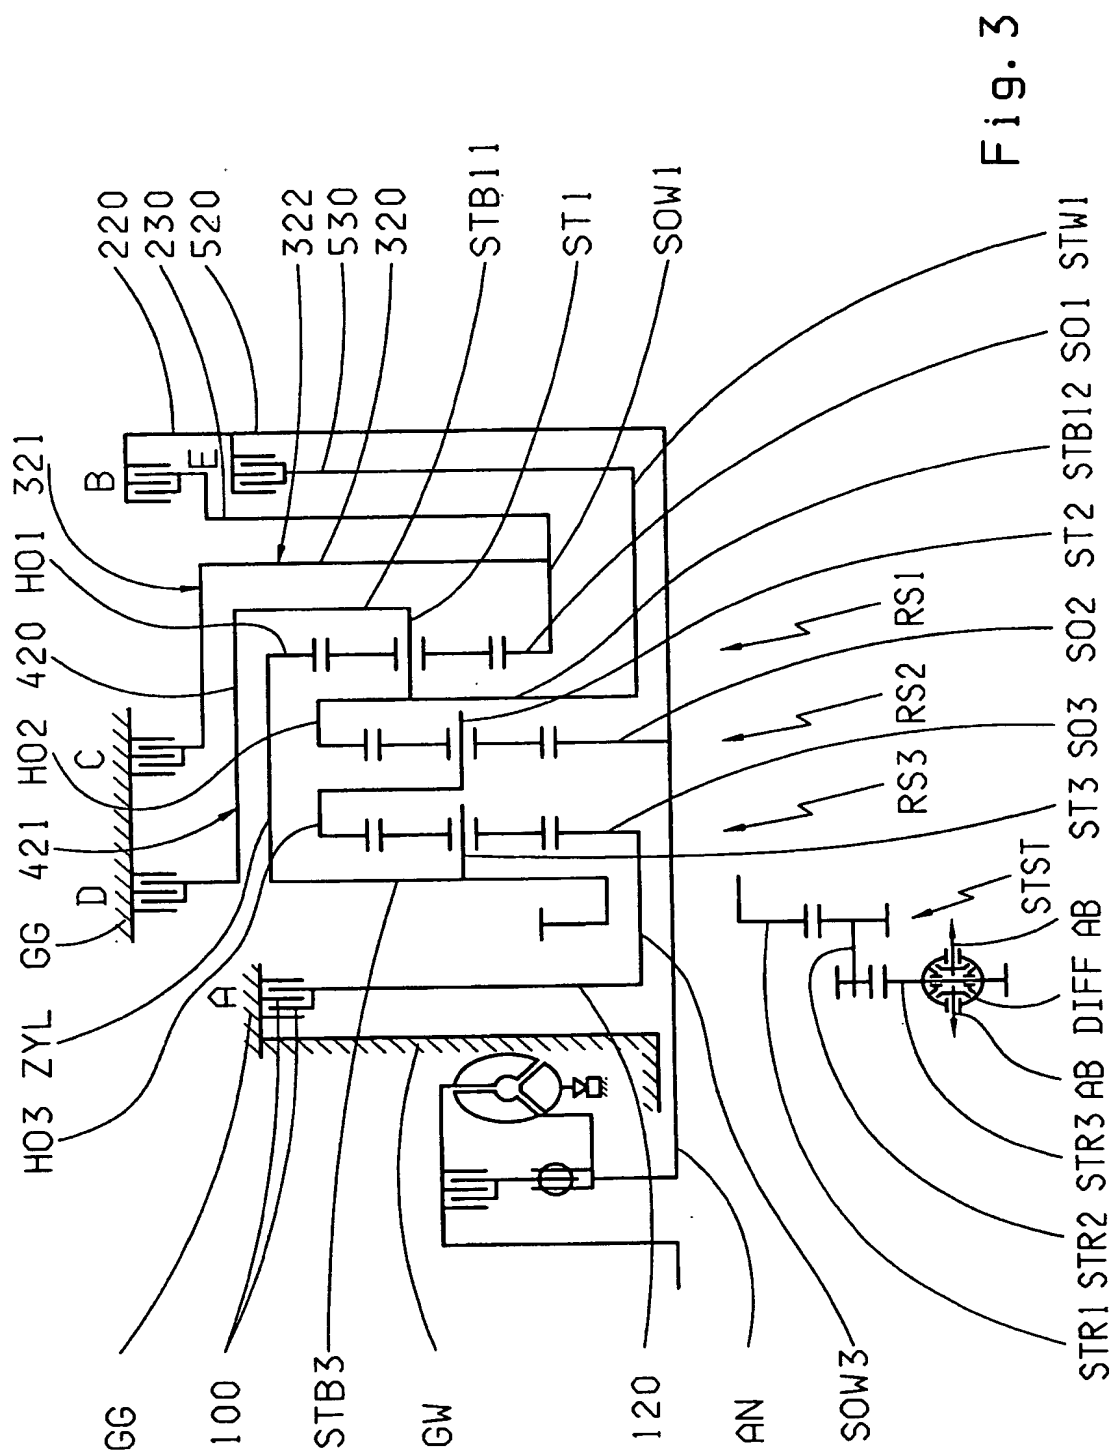 GG
100
STB3
GW
120
AN
SOW3
HO3 ZYL GG 421 HO2 420 HO1 321
A
D
C
B
E
220
230
520
322
530
320
STB11
ST1
SOW1
RS3
RS2
RS1
STST
STR1 STR2 STR3 AB DIFF AB ST3 SO3 SO2 ST2 STB12 SO1 STW1
Fig. 3